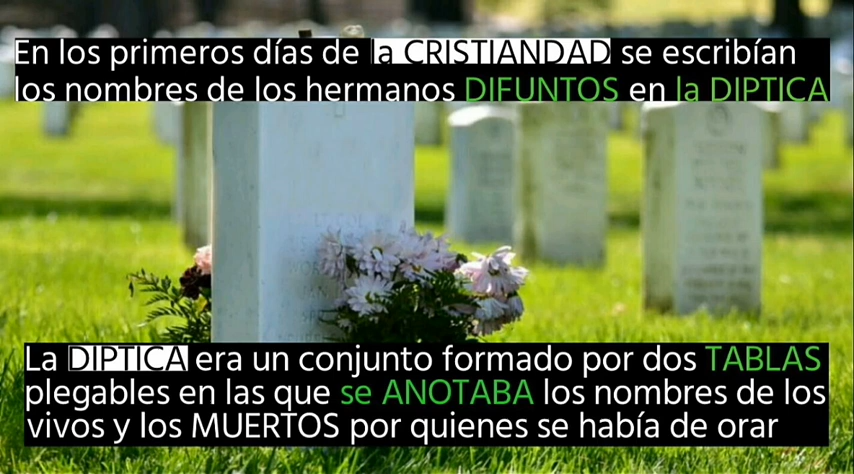 En los primeros días de la CRISTIANDAD se escribían
los nombres de los hermanos DIFUNTOS en la DIPTICA
La DIPTICA era un conjunto formado por dos TABLAS
plegables en las que se ANOTABA los nombres de los
vivos y los MUERTOS por quienes se había de orar